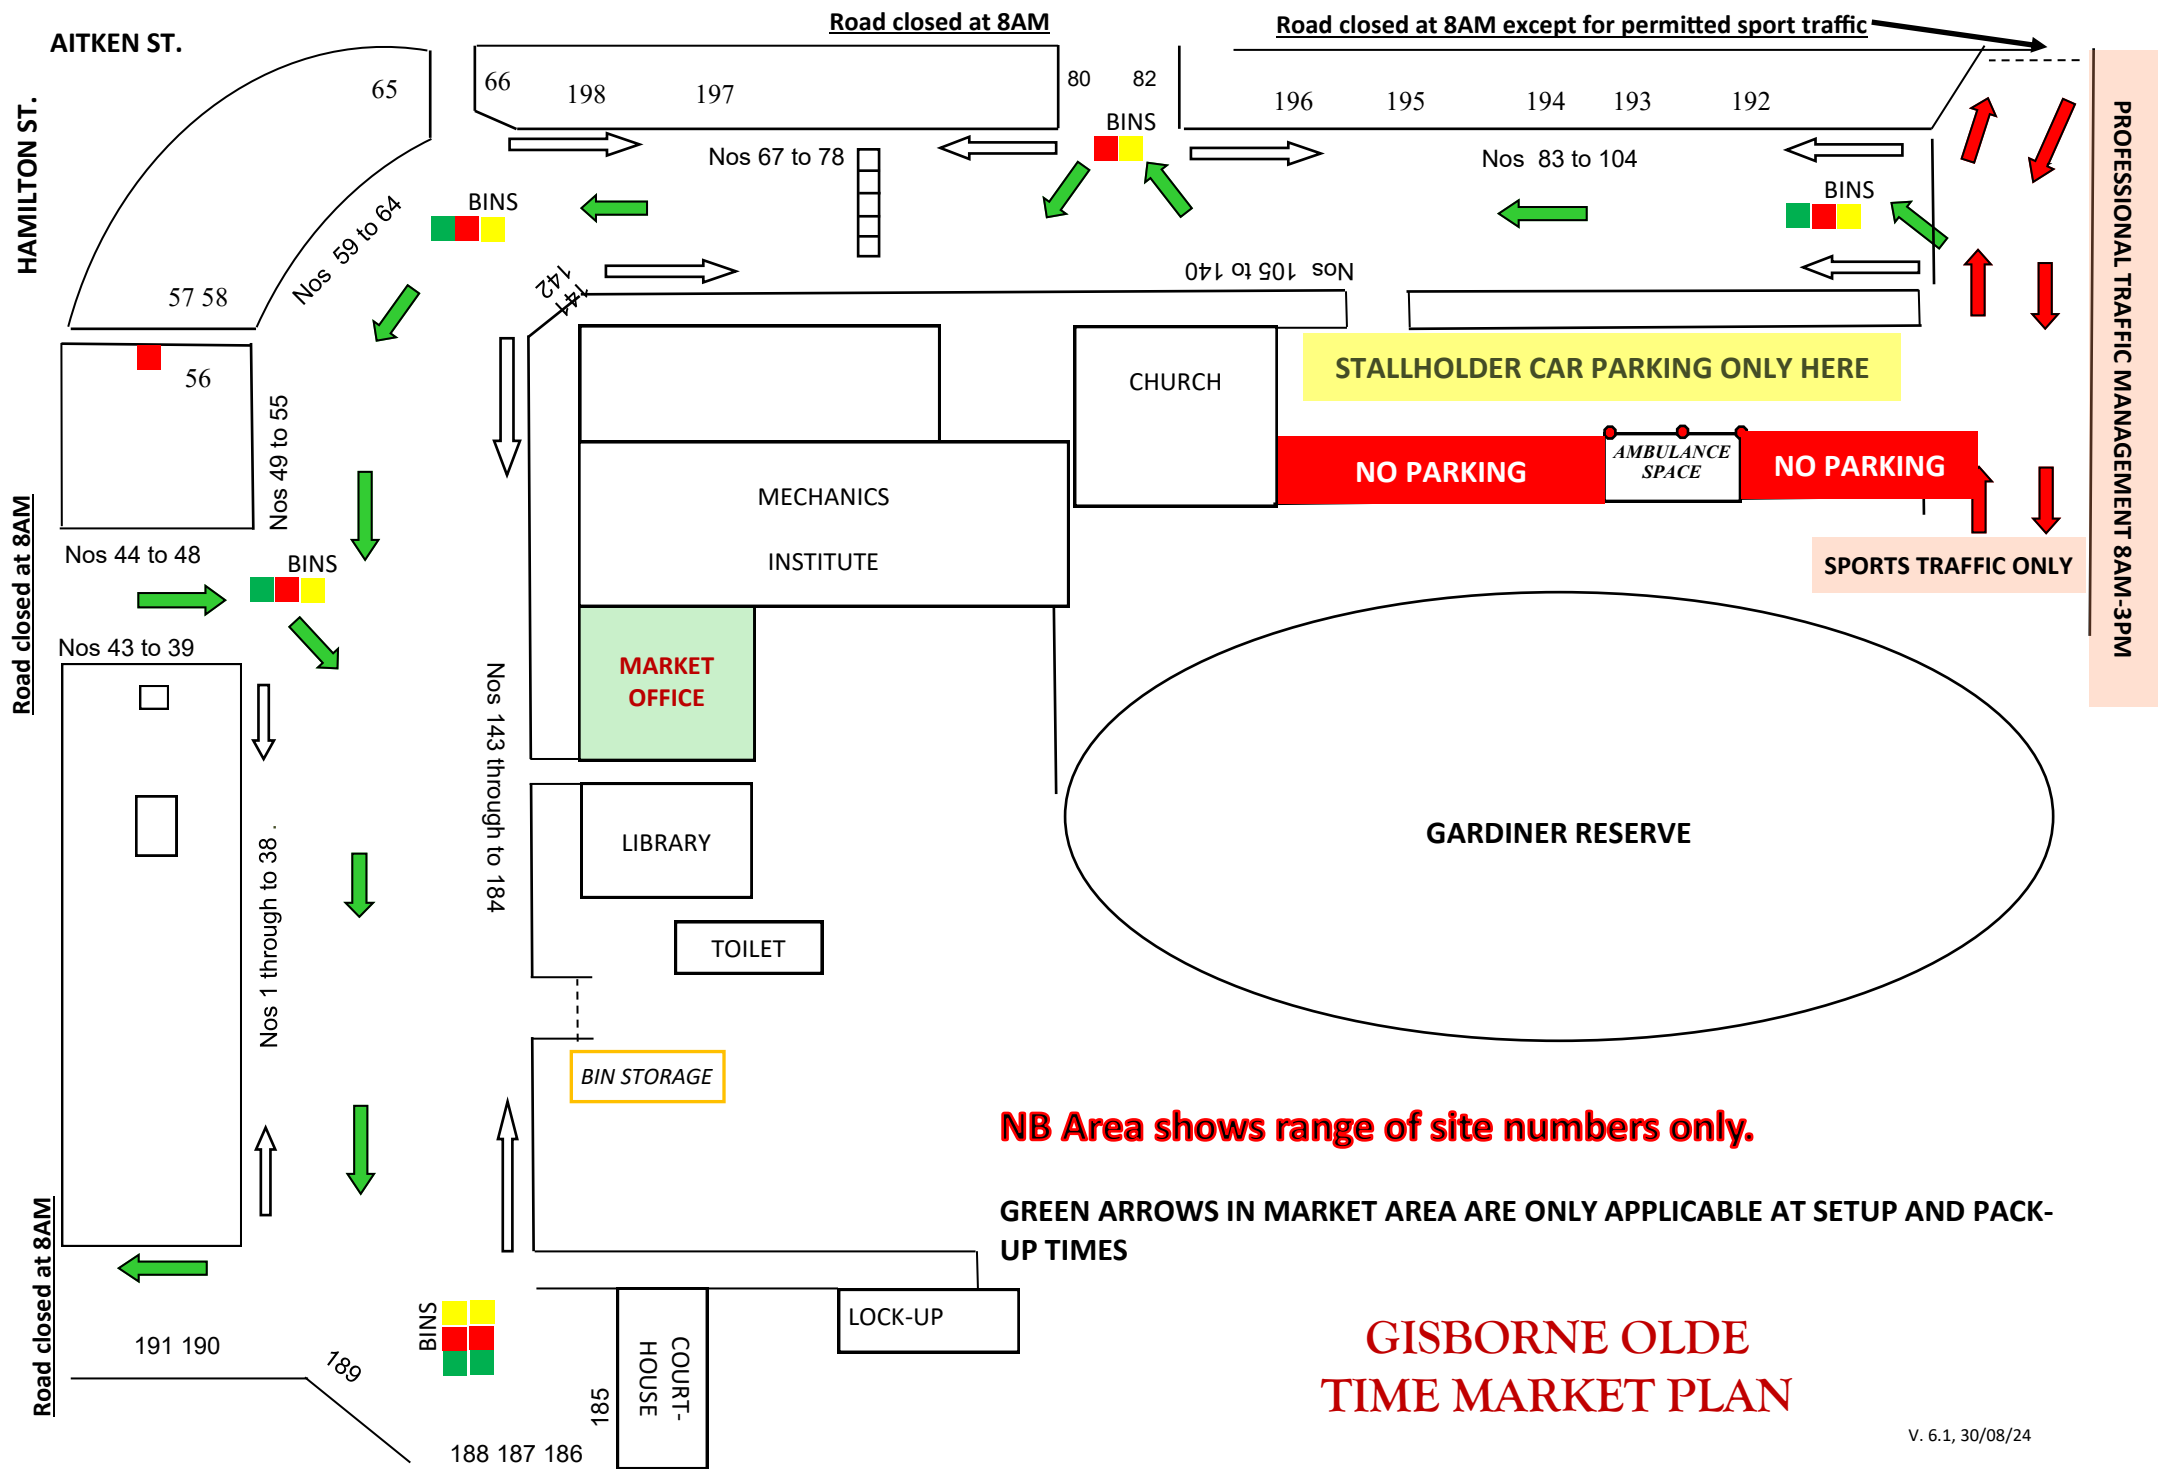 AITKEN ST.
Road closed at 8AM
Road closed at 8AM except for permitted sport traffic
HAMILTON ST.
65
66
198
197
80
82
196
195
194
193
192
BINS
Nos 67 to 78
Nos  83 to 104
BINS
BINS
Nos  59 to 64
PROFESSIONAL TRAFFIC MANAGEMENT 8AM-3PM
141
142
Nos  105 to 140
57 58
56
Nos 49 to 55
CHURCH
STALLHOLDER CAR PARKING ONLY HERE
NO PARKING
AMBULANCE
SPACE
NO PARKING
MECHANICS
INSTITUTE
Road closed at 8AM
Nos 44 to 48
BINS
SPORTS TRAFFIC ONLY
Nos 43 to 39
MARKET
OFFICE
Nos 143 through to 184
LIBRARY
GARDINER RESERVE
Nos 1 through to 38 .
TOILET
BIN STORAGE
NB Area shows range of site numbers only.
GREEN ARROWS IN MARKET AREA ARE ONLY APPLICABLE AT SETUP AND PACK-
UP TIMES
Road closed at 8AM
BINS
LOCK-UP
191 190
189
COURT-
HOUSE
185
188 187 186
GISBORNE OLDE
TIME MARKET PLAN
V. 6.1, 30/08/24